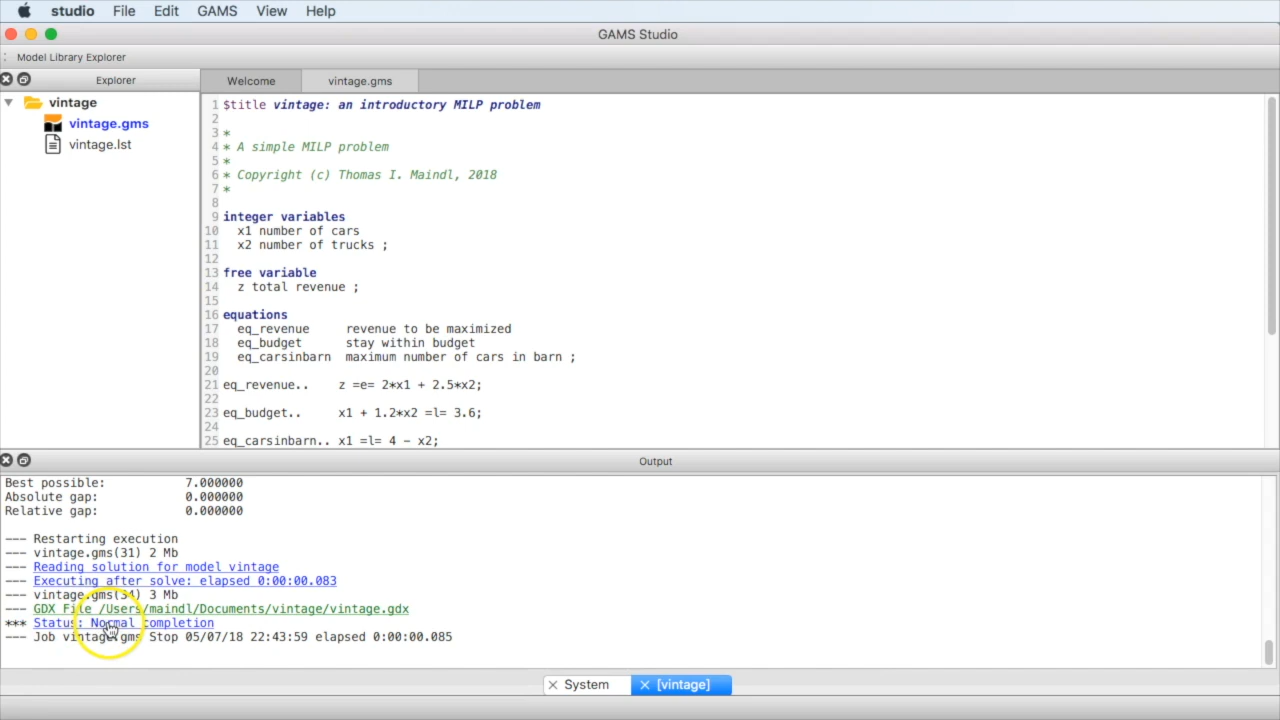 studio File Edit GAMS View Help
GAMS Studio
Model Library Explorer
Explorer
Welcome
vintage.gms
vintage
vintage.gms
vintage.lst
1 $title vintage: an introductory MILP problem
2
3 *
4 * A simple MILP problem
5 *
6 * Copyright (c) Thomas I. Maindl, 2018
7 *
8
9 integer variables
10 x1 number of cars
11 x2 number of trucks ;
12
13 free variable
14 z total revenue ;
15
16 equations
17 eq_revenue revenue to be maximized
18 eq_budget stay within budget
19 eq_carsinbarn maximum number of cars in barn ;
20
21 eq_revenue.. z =e= 2*x1 + 2.5*x2;
22
23 eq_budget.. x1 + 1.2*x2 =l= 3.6;
24
25 eq_carsinbarn.. x1 =l= 4 - x2;
Output
Best possible: 7.000000
Absolute gap: 0.000000
Relative gap: 0.000000
--- Restarting execution
--- vintage.gms(31) 2 Mb
--- Reading solution for model vintage
--- Executing after solve: elapsed 0:00:00.083
--- vintage.gms(34) 3 Mb
--- GDX File /Users/maindl/Documents/vintage/vintage.gdx
*** Status: Normal completion
--- Job vintage.gms Stop 05/07/18 22:43:59 elapsed 0:00:00.085
System
[vintage]